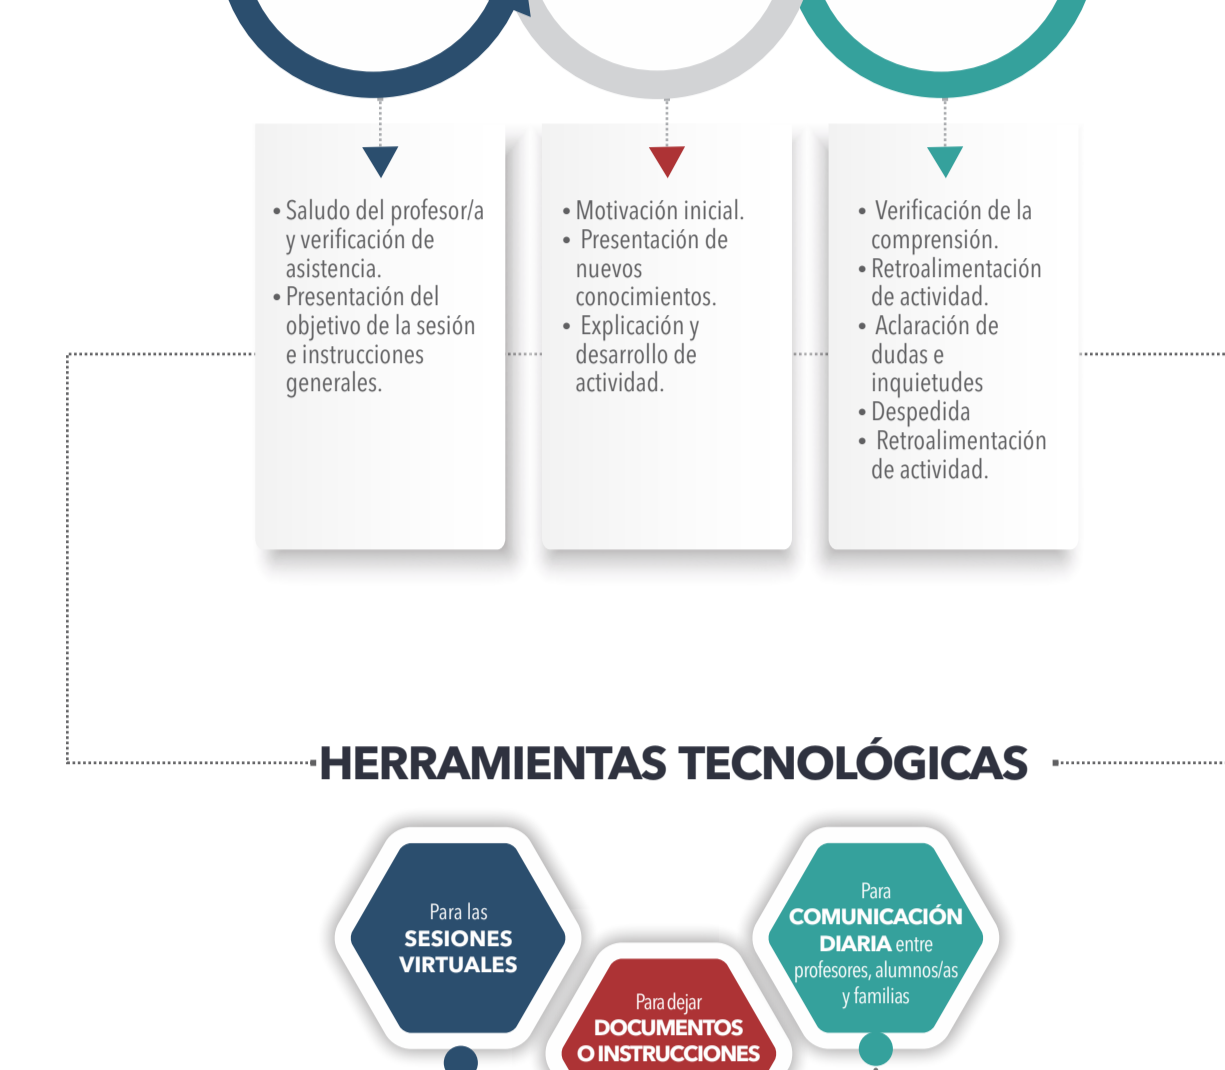 • Saludo del profesor/a
y verificación de
asistencia.
• Presentación del
objetivo de la sesión
e instrucciones
generales.
• Motivación inicial.
• Presentación de
nuevos
conocimientos.
• Explicación y
desarrollo de
actividad.
• Verificación de la
comprensión.
• Retroalimentación
de actividad.
• Aclaración de
dudas e
inquietudes
• Despedida
• Retroalimentación
de actividad.
HERRAMIENTAS TECNOLÓGICAS
Para las
SESIONES
VIRTUALES
Para dejar
DOCUMENTOS
O INSTRUCCIONES
Para
COMUNICACIÓN
DIARIA entre
profesores, alumnos/as
y familias